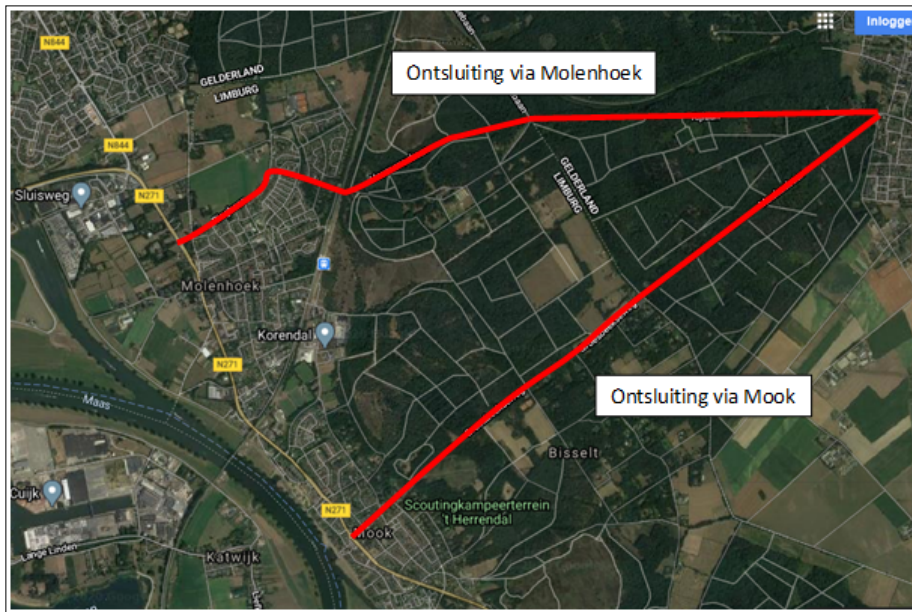 N844
Inloggen
Ontsluiting via Molenhoek
GELDERLAND
LIMBURG
N844
Sluisweg
N271
GELDERLAND
LIMBURG
Molenhoek
Korendal
N271
Maas
Ontsluiting via Mook
Bisselt
Cuijk
Scoutingkampeerterrein
't Herrendal
N271
Mook
Lange Linden
Katwijk